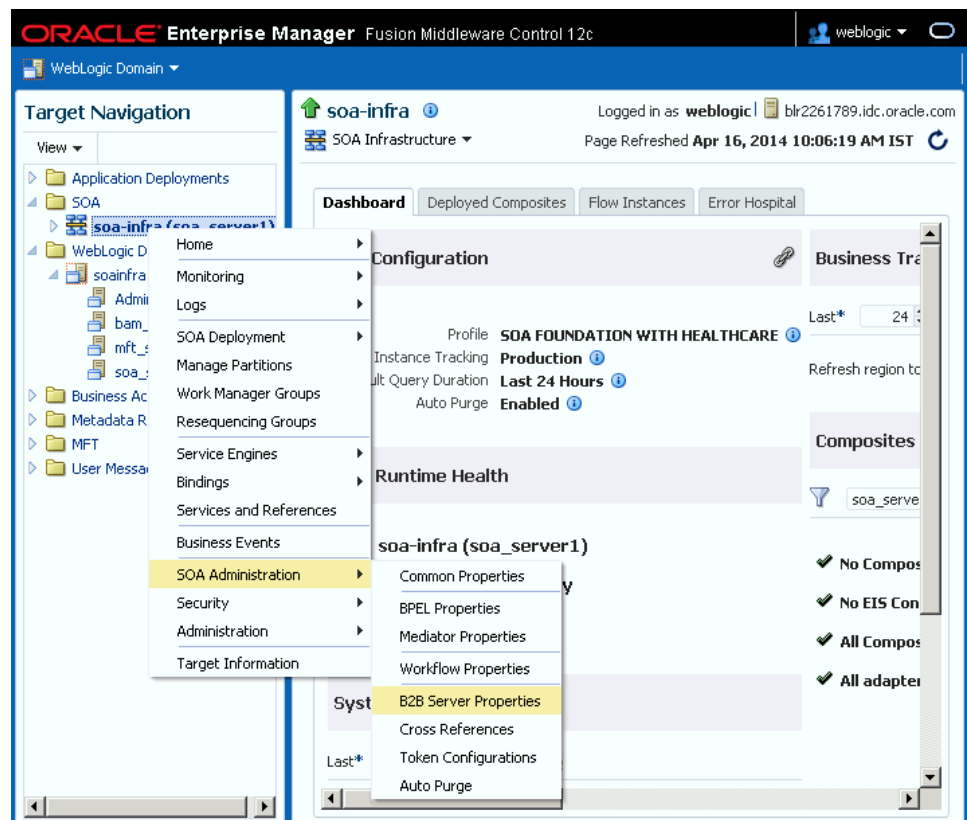 ORACLE Enterprise Manager Fusion Middleware Control 12c
weblogic
WebLogic Domain
Target Navigation
View
Application Deployments
SOA
soa-infra (soa_server1)
WebLogic D
soainfra
Admi
bam_
mft_s
soa_s
Business Ac
Metadata R
MFT
User Messa
soa-infra
Logged in as weblogic
blr2261789.idc.oracle.com
SOA Infrastructure
Page Refreshed Apr 16, 2014 10:06:19 AM IST
Dashboard
Deployed Composites
Flow Instances
Error Hospital
Configuration
Profile SOA FOUNDATION WITH HEALTHCARE
Instance Tracking Production
ult Query Duration Last 24 Hours
Auto Purge Enabled
Runtime Health
soa-infra (soa_server1)
y
Syst
Last*
Business Tra
Last* 24
Refresh region to
Composites
soa_serve
No Compos
No EIS Con
All Compos
All adapter
Home
Monitoring
Logs
SOA Deployment
Manage Partitions
Work Manager Groups
Resequencing Groups
Service Engines
Bindings
Services and References
Business Events
SOA Administration
Security
Administration
Target Information
Common Properties
BPEL Properties
Mediator Properties
Workflow Properties
B2B Server Properties
Cross References
Token Configurations
Auto Purge